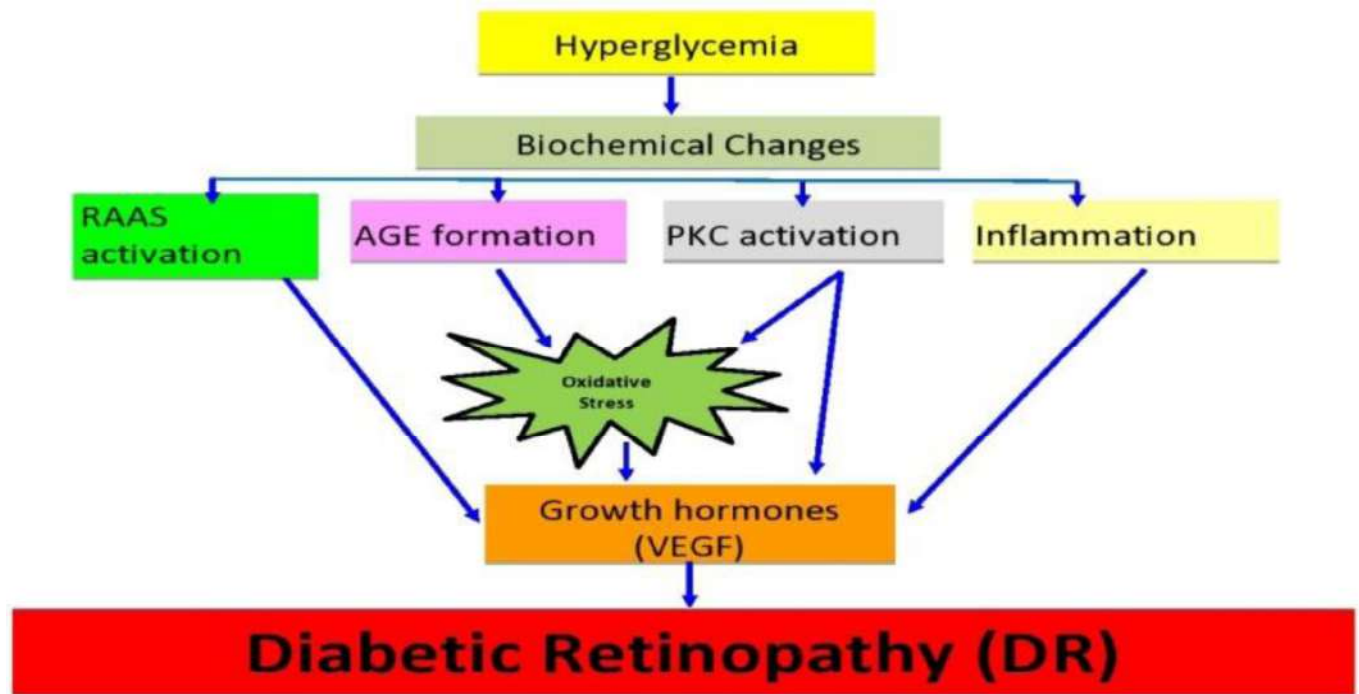 Hyperglycemia
Biochemical Changes
RAAS
activation
AGE formation
PKC activation
Inflammation
Oxidative
Stress
Growth hormones
(VEGF)
Diabetic Retinopathy (DR)